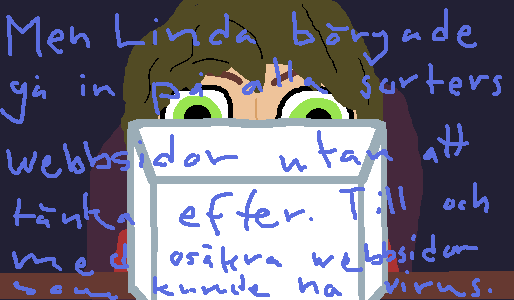 Men Linda började
gå in på alla sorters
webbsidor utan att
tänka efter. Till och
med osäkra webbsidor
som kunde ha virus.